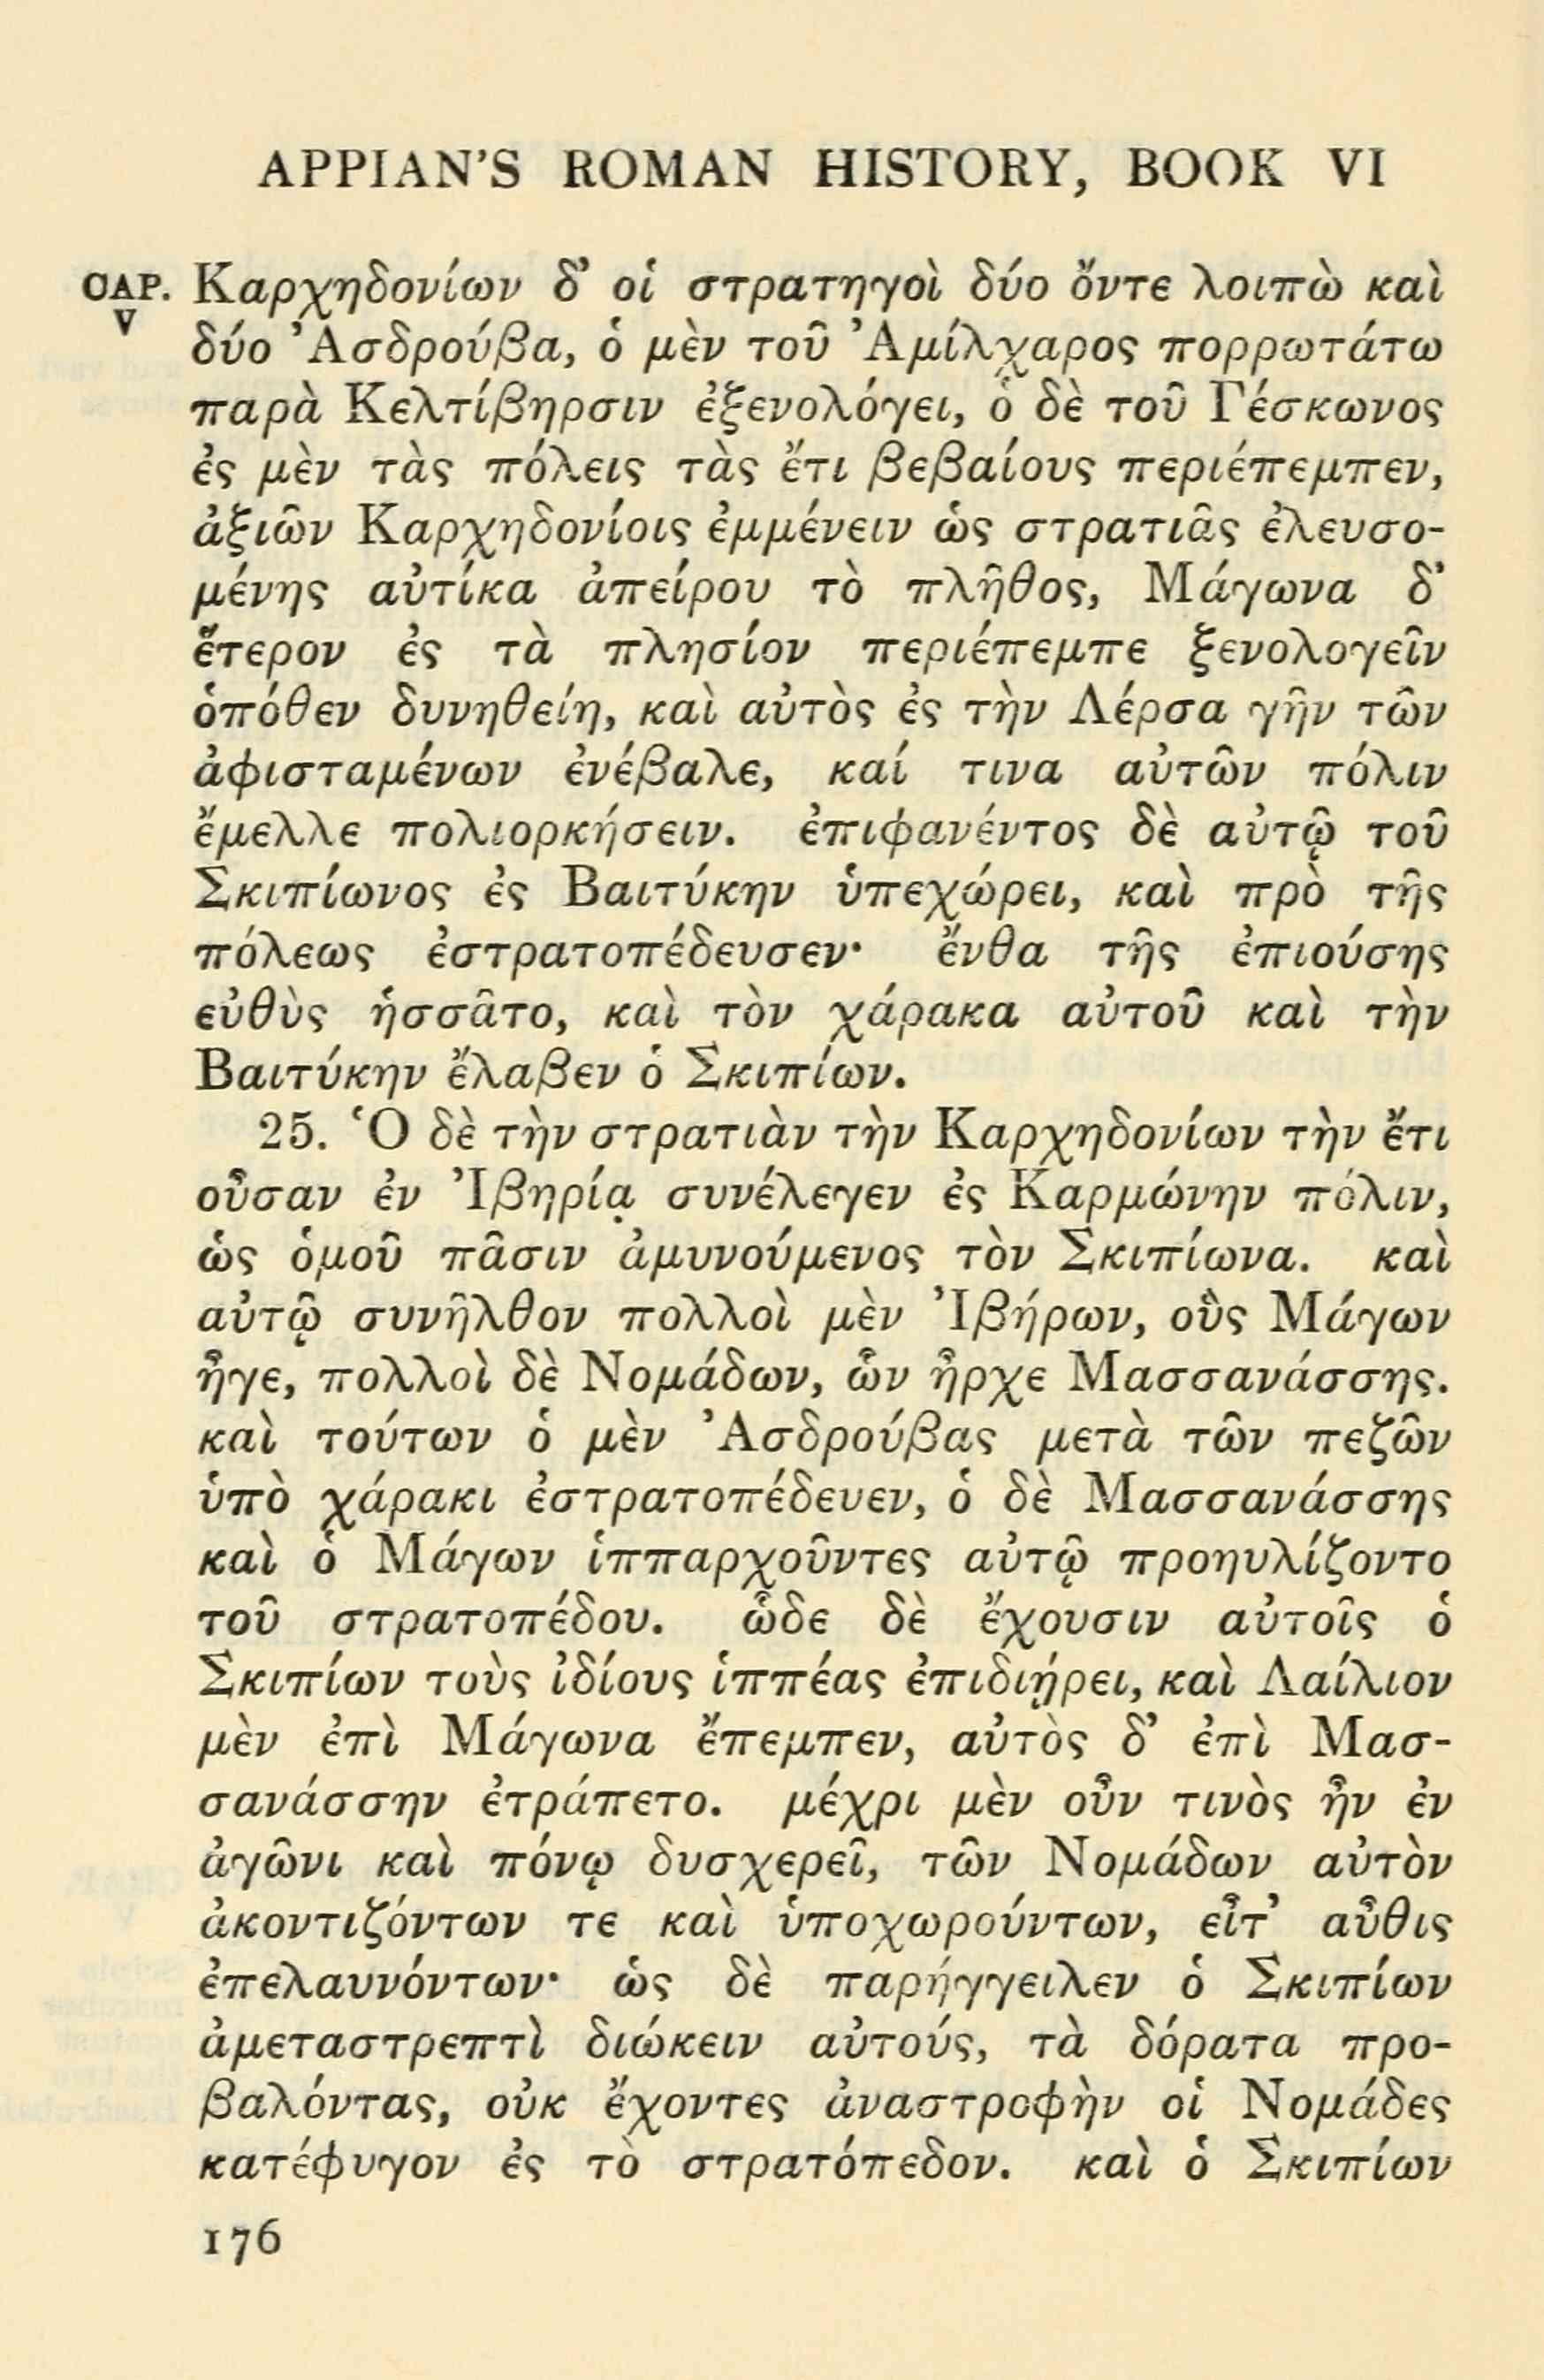 APPIAN'S ROMAN HISTORY, BOOK VI
CAP. Καρχηδονίων δ' οἱ στρατηγοὶ δύο ὄντε λοιπὼ καὶ
V
δύο Ἀσδρούβα, ὁ μὲν τοῦ Ἀμίλχαρος πορρωτάτω
παρὰ Κελτίβηρσιν ἐξενολόγει, ὁ δὲ τοῦ Γέσκωνος
ἐς μὲν τὰς πόλεις τὰς ἔτι βεβαίους περιέπεμπεν,
ἀξιῶν Καρχηδονίοις ἐμμένειν ὡς στρατιᾶς ἐλευσο-
μένης αὐτίκα ἀπείρου τὸ πλῆθος, Μάγωνα δ'
ἕτερον ἐς τὰ πλησίον περιέπεμπε ξενολογεῖν
ὁπόθεν δυνηθείη, καὶ αὐτὸς ἐς τὴν Λέρσα γῆν τῶν
ἀφισταμένων ἐνέβαλε, καί τινα αὐτῶν πόλιν
ἔμελλε πολιορκήσειν. ἐπιφανέντος δὲ αὐτῷ τοῦ
Σκιπίωνος ἐς Βαιτύκην ὑπεχώρει, καὶ πρὸ τῆς
πόλεως ἐστρατοπέδευσεν· ἔνθα τῆς ἐπιούσης
εὐθὺς ἡσσᾶτο, καὶ τὸν χάρακα αὐτοῦ καὶ τὴν
Βαιτύκην ἔλαβεν ὁ Σκιπίων.
25. Ὁ δὲ τὴν στρατιὰν τὴν Καρχηδονίων τὴν ἔτι
οὖσαν ἐν Ἰβηρίᾳ συνέλεγεν ἐς Καρμώνην πόλιν,
ὡς ὁμοῦ πᾶσιν ἀμυνούμενος τὸν Σκιπίωνα. καὶ
αὐτῷ συνῆλθον πολλοὶ μὲν Ἰβήρων, οὓς Μάγων
ἦγε, πολλοὶ δὲ Νομάδων, ὧν ἦρχε Μασσανάσσης.
καὶ τούτων ὁ μὲν Ἀσδρούβας μετὰ τῶν πεζῶν
ὑπὸ χάρακι ἐστρατοπέδευεν, ὁ δὲ Μασσανάσσης
καὶ ὁ Μάγων ἱππαρχοῦντες αὐτῷ προηυλίζοντο
τοῦ στρατοπέδου. ὧδε δὲ ἔχουσιν αὐτοῖς ὁ
Σκιπίων τοὺς ἰδίους ἱππέας ἐπιδιῄρει, καὶ Λαίλιον
μὲν ἐπὶ Μάγωνα ἔπεμπεν, αὐτὸς δ' ἐπὶ Μασ-
σανάσσην ἐτράπετο. μέχρι μὲν οὖν τινὸς ἦν ἐν
ἀγῶνι καὶ πόνῳ δυσχερεῖ, τῶν Νομάδων αὐτὸν
ἀκοντιζόντων τε καὶ ὑποχωρούντων, εἶτ' αὖθις
ἐπελαυνόντων· ὡς δὲ παρήγγειλεν ὁ Σκιπίων
ἀμεταστρεπτὶ διώκειν αὐτούς, τὰ δόρατα προ-
βαλόντας, οὐκ ἔχοντες ἀναστροφὴν οἱ Νομάδες
κατέφυγον ἐς τὸ στρατόπεδον. καὶ ὁ Σκιπίων
176